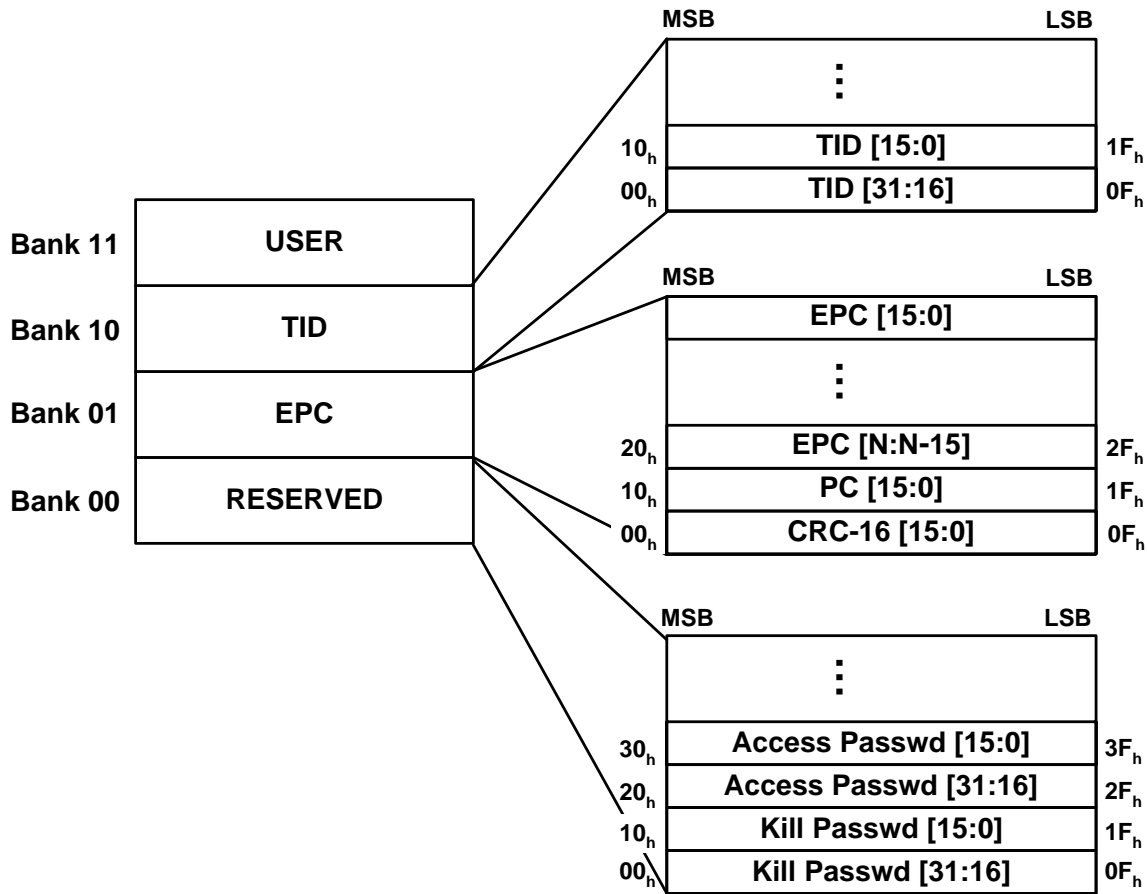 MSB LSB
⋮
10h TID [15:0] 1Fh
00h TID [31:16] 0Fh
Bank 11 USER
Bank 10 TID
Bank 01 EPC
Bank 00 RESERVED
MSB LSB
EPC [15:0]
⋮
20h EPC [N:N-15] 2Fh
10h PC [15:0] 1Fh
00h CRC-16 [15:0] 0Fh
MSB LSB
⋮
30h Access Passwd [15:0] 3Fh
20h Access Passwd [31:16] 2Fh
10h Kill Passwd [15:0] 1Fh
00h Kill Passwd [31:16] 0Fh